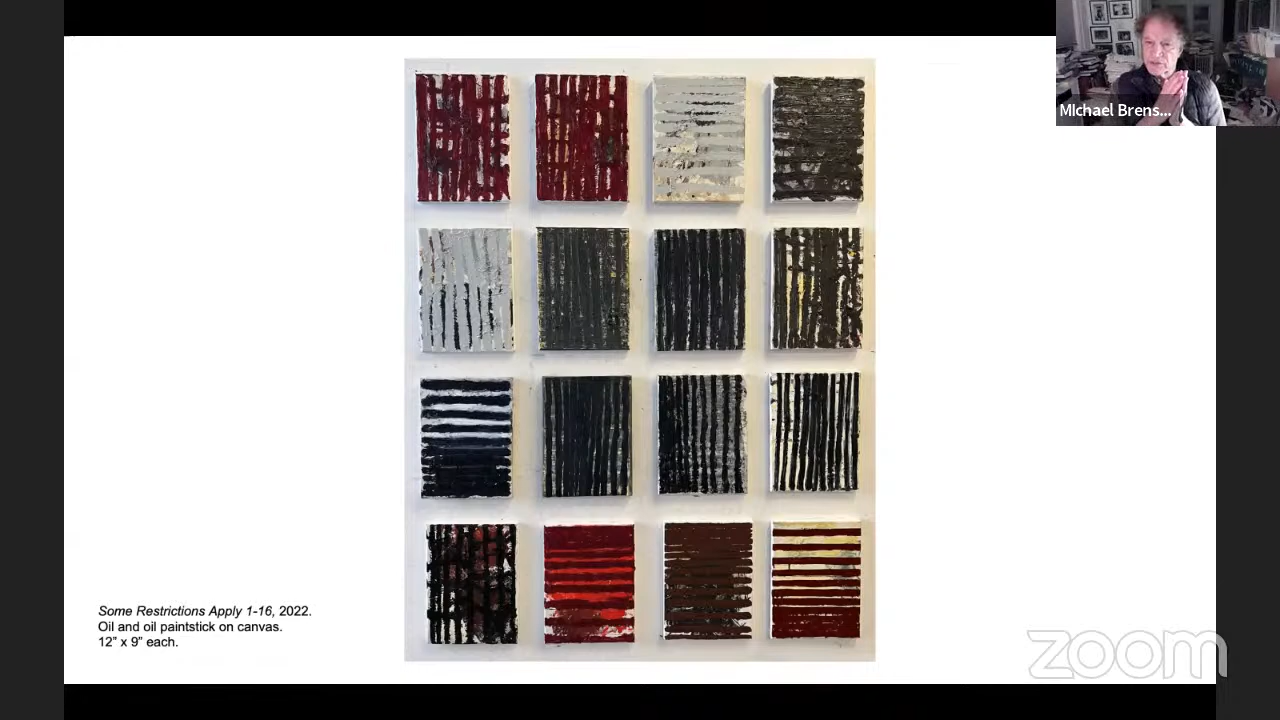 MIchael Brens...
Some Restrictions Apply 1-16, 2022.
Oil and oil paintstick on canvas.
12” x 9” each.
zoom